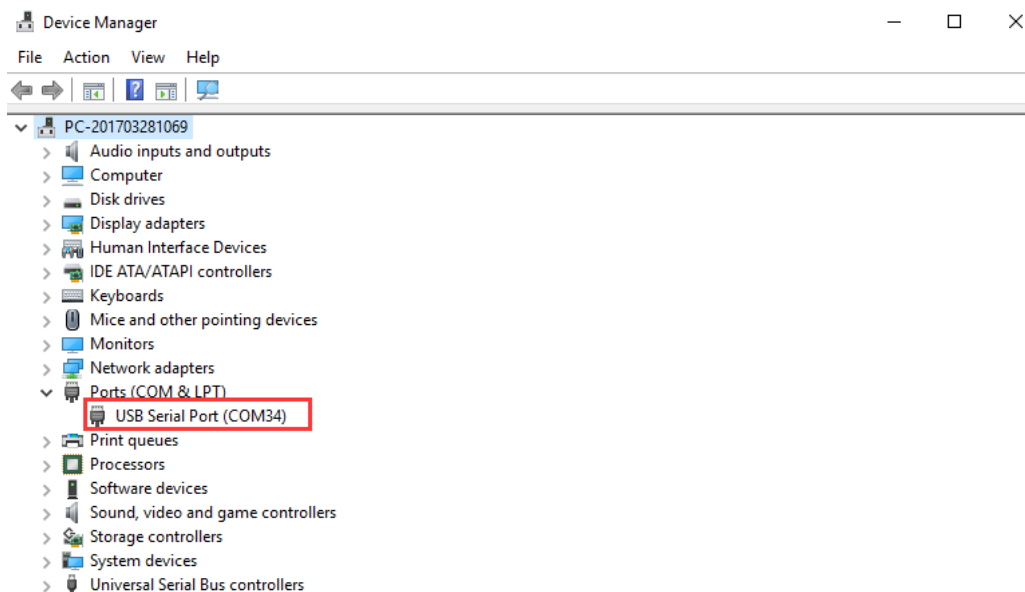 Device Manager
File Action View Help
PC-201703281069
Audio inputs and outputs
Computer
Disk drives
Display adapters
Human Interface Devices
IDE ATA/ATAPI controllers
Keyboards
Mice and other pointing devices
Monitors
Network adapters
Ports (COM & LPT)
USB Serial Port (COM34)
Print queues
Processors
Software devices
Sound, video and game controllers
Storage controllers
System devices
Universal Serial Bus controllers